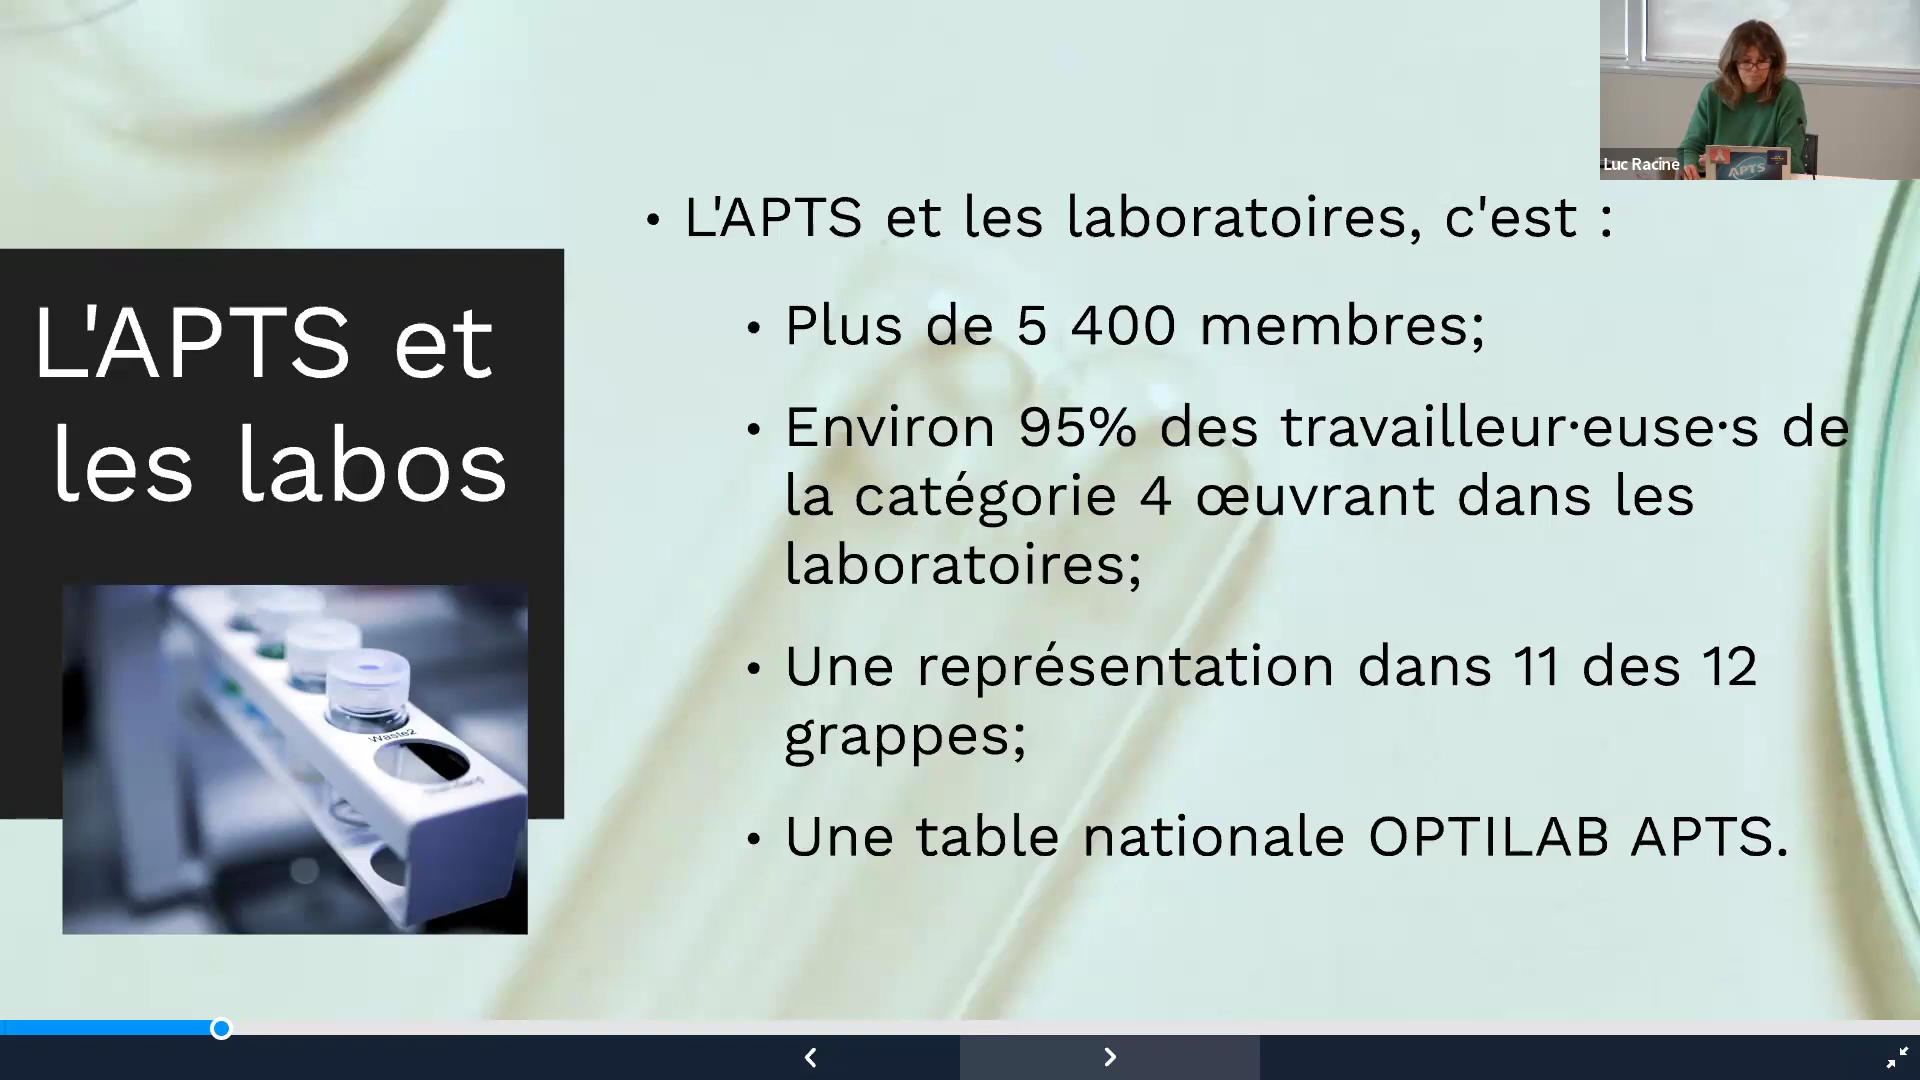 L'APTS et
les labos
• L'APTS et les laboratoires, c'est :
• Plus de 5 400 membres;
• Environ 95% des travailleur·euse·s de
la catégorie 4 œuvrant dans les
laboratoires;
• Une représentation dans 11 des 12
grappes;
• Une table nationale OPTILAB APTS.
Luc Racine
APTS
Waste2